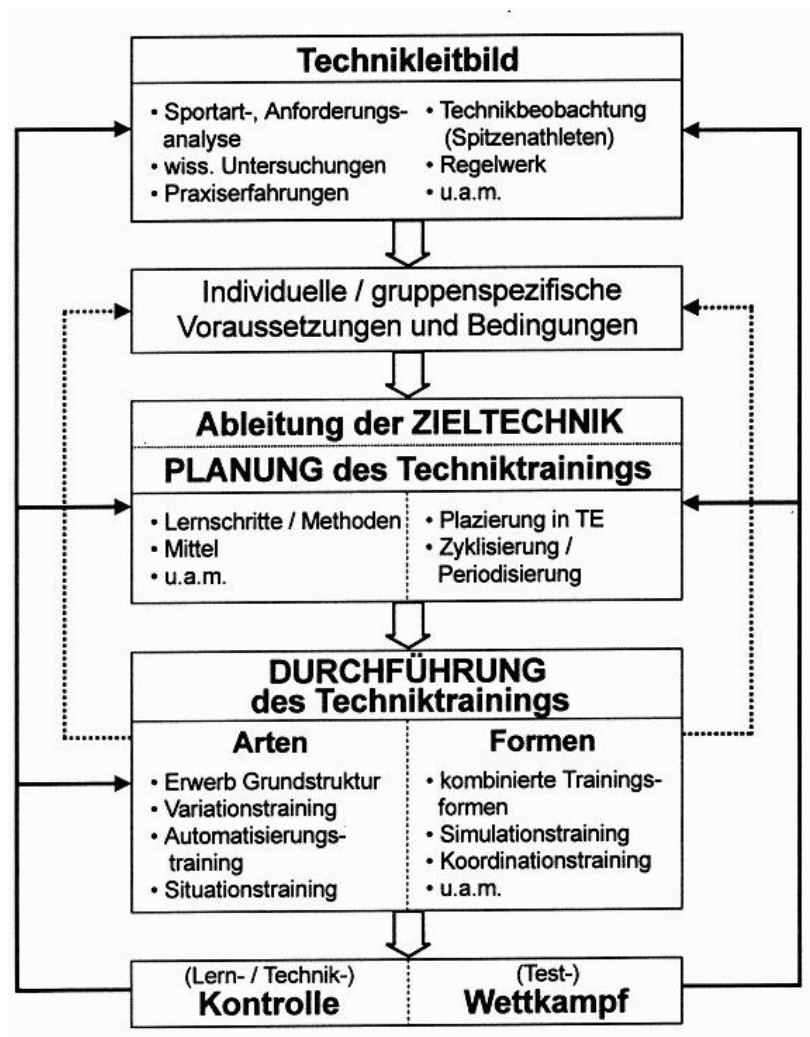 Technikleitbild
• Sportart-, Anforderungs-
analyse
• wiss. Untersuchungen
• Praxiserfahrungen
• Technikbeobachtung
(Spitzenathleten)
• Regelwerk
• u.a.m.
Individuelle / gruppenspezifische
Voraussetzungen und Bedingungen
Ableitung der ZIELTECHNIK
PLANUNG des Techniktrainings
• Lernschritte / Methoden
• Mittel
• u.a.m.
• Plazierung in TE
• Zyklisierung /
Periodisierung
DURCHFÜHRUNG
des Techniktrainings
Arten
• Erwerb Grundstruktur
• Variationstraining
• Automatisierungs-
training
• Situationstraining
Formen
• kombinierte Trainings-
formen
• Simulationstraining
• Koordinationstraining
• u.a.m.
(Lern- / Technik-)
Kontrolle
(Test-)
Wettkampf